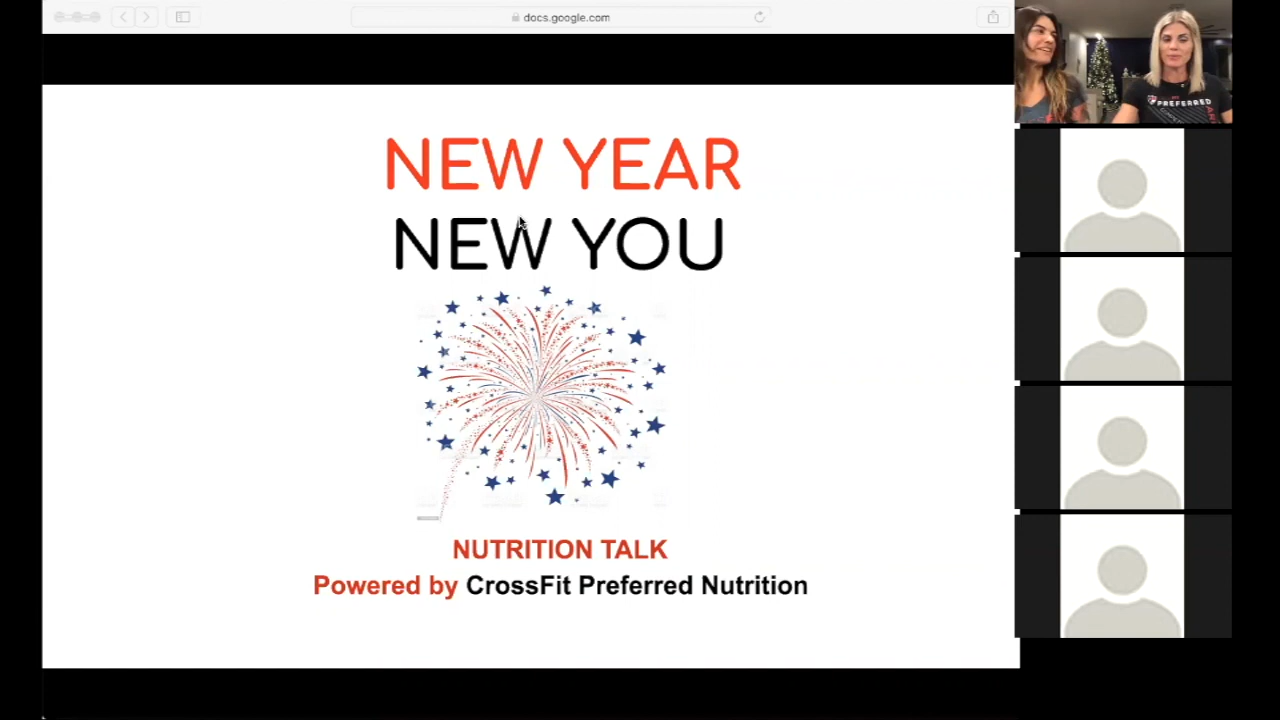 docs.google.com
NEW YEAR
NEW YOU
NUTRITION TALK
Powered by CrossFit Preferred Nutrition
PREFERRED